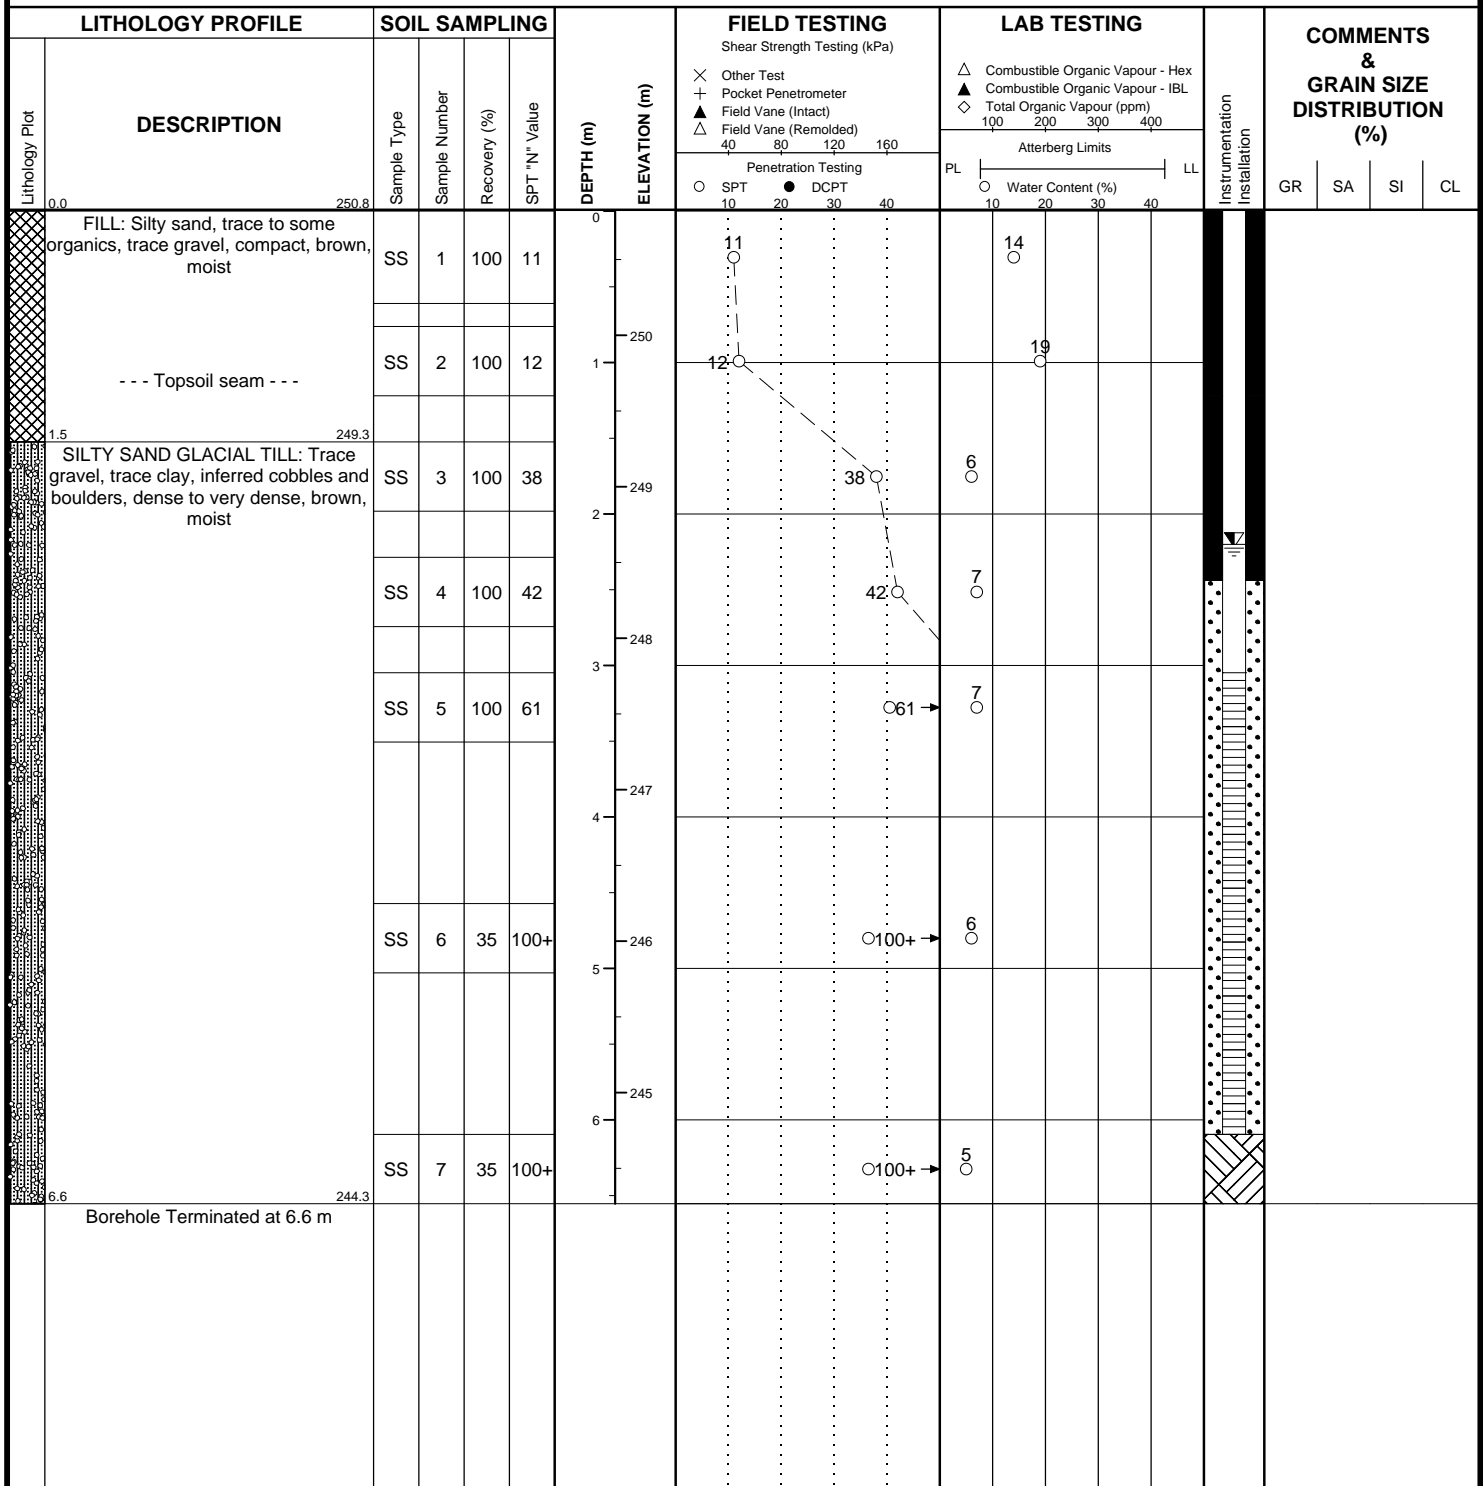 LITHOLOGY PROFILE
SOIL SAMPLING
FIELD TESTING
LAB TESTING
COMMENTS
&
GRAIN SIZE
DISTRIBUTION
(%)
Lithology Plot
DESCRIPTION
0.0 250.8
Sample Type
Sample Number
Recovery (%)
SPT "N" Value
DEPTH (m)
ELEVATION (m)
Shear Strength Testing (kPa)
Other Test
Pocket Penetrometer
Field Vane (Intact)
Field Vane (Remolded)
40 80 120 160
Penetration Testing
SPT DCPT
10 20 30 40
Combustible Organic Vapour - Hex
Combustible Organic Vapour - IBL
Total Organic Vapour (ppm)
100 200 300 400
Atterberg Limits
PL LL
Water Content (%)
10 20 30 40
Instrumentation
Installation
GR SA SI CL
FILL: Silty sand, trace to some
organics, trace gravel, compact, brown,
moist
SS 1 100 11
0
11
14
250
- - - Topsoil seam - - -
SS 2 100 12
1
12
19
1.5 249.3
SILTY SAND GLACIAL TILL: Trace
gravel, trace clay, inferred cobbles and
boulders, dense to very dense, brown,
moist
SS 3 100 38
249
38
6
2
SS 4 100 42
42
7
248
3
SS 5 100 61
61
7
247
4
SS 6 35 100+
246
100+
6
5
245
6
SS 7 35 100+
100+
5
6.6 244.3
Borehole Terminated at 6.6 m